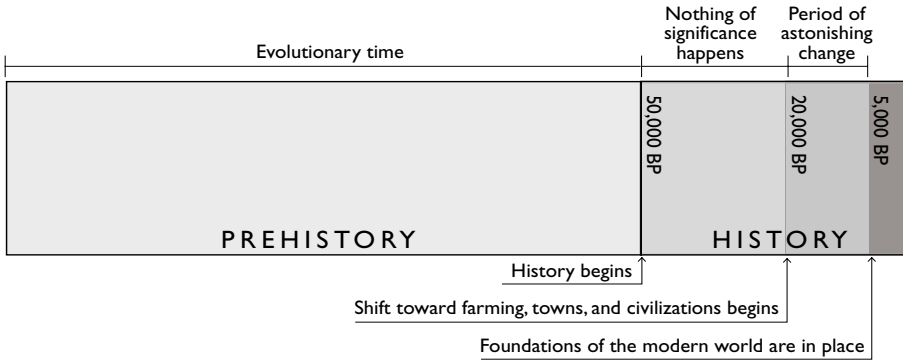 Evolutionary time
Nothing of
significance
happens
Period of
astonishing
change
50,000 BP
20,000 BP
5,000 BP
PREHISTORY
HISTORY
History begins
Shift toward farming, towns, and civilizations begins
Foundations of the modern world are in place